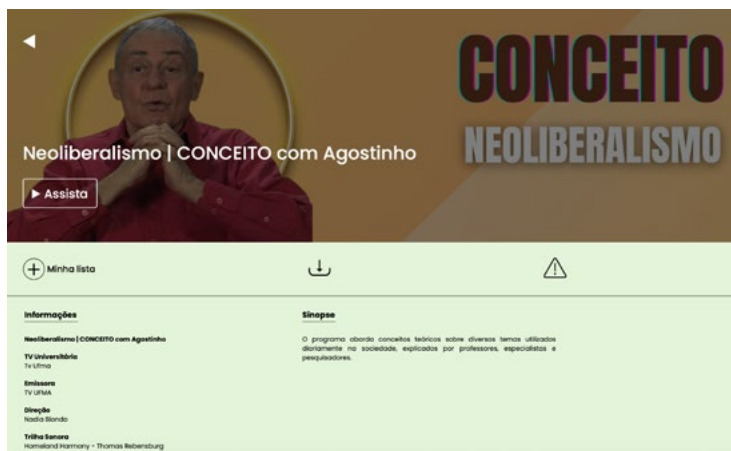 CONCEITO
NEOLIBERALISMO
Neoliberalismo | CONCEITO com Agostinho
Assista
Minha lista
Informações
Neoliberalismo | CONCEITO com Agostinho
TV Universitária
Tv Ufma
Emissora
TV UFMA
Direção
Nadia Biondo
Trilha Sonora
Homeland Harmony - Thomas Rebensburg
Sinopse
O programa aborda conceitos teóricos sobre diversos temas utilizados
diariamente na sociedade, explicados por professores, especialistas e
pesquisadores.